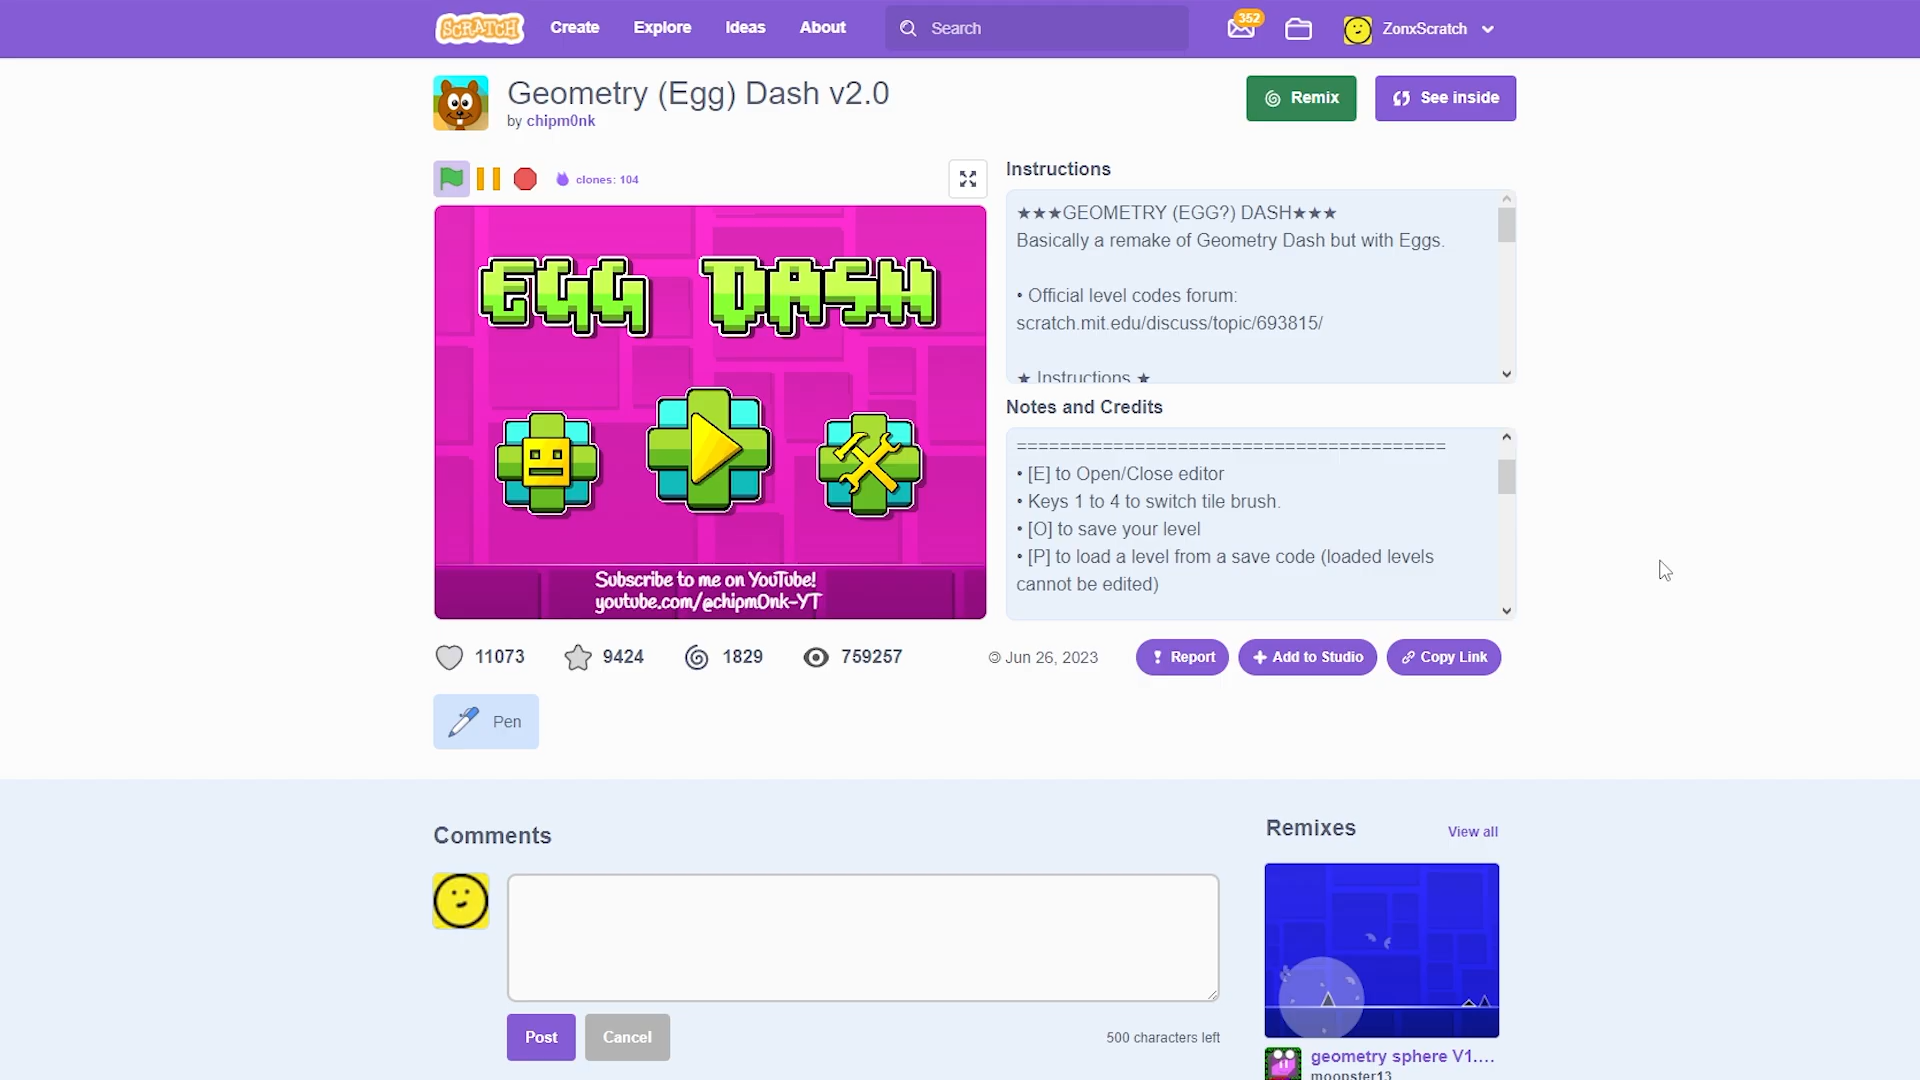 SCRATCH
Create
Explore
Ideas
About
Search
352
ZonxScratch
Geometry (Egg) Dash v2.0
by chipm0nk
Remix
See inside
clones: 104
EGG DASH
Subscribe to me on YouTube!
youtube.com/@chipm0nk-YT
Instructions
★★★GEOMETRY (EGG?) DASH★★★
Basically a remake of Geometry Dash but with Eggs.
• Official level codes forum:
scratch.mit.edu/discuss/topic/693815/
★ Instructions ★
Notes and Credits
========================================
• [E] to Open/Close editor
• Keys 1 to 4 to switch tile brush.
• [O] to save your level
• [P] to load a level from a save code (loaded levels
cannot be edited)
11073
9424
1829
759257
© Jun 26, 2023
Report
Add to Studio
Copy Link
Pen
Comments
Post
Cancel
500 characters left
Remixes
View all
geometry sphere V1....
moopster13